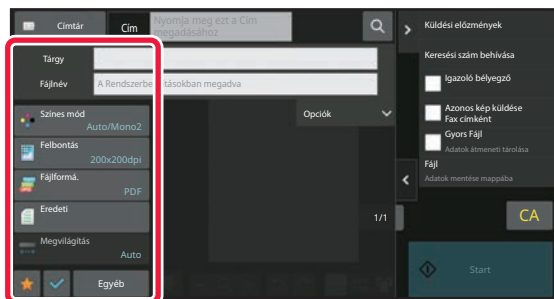 Címtár
Cím
Nyomja meg ezt a Cím
megadásához
Tárgy
Fájlnév
A Rendszerbeállításokban megadva
Színes mód
Auto/Mono2
Felbontás
200x200dpi
Fájlformá.
PDF
Eredeti
Megvilágítás
Auto
Egyéb
Opciók
1/1
Küldési előzmények
Keresési szám behívása
Igazoló bélyegző
Azonos kép küldése
Fax címként
Gyors Fájl
Adatok átmeneti tárolása
Fájl
Adatok mentése mappába
CA
Start